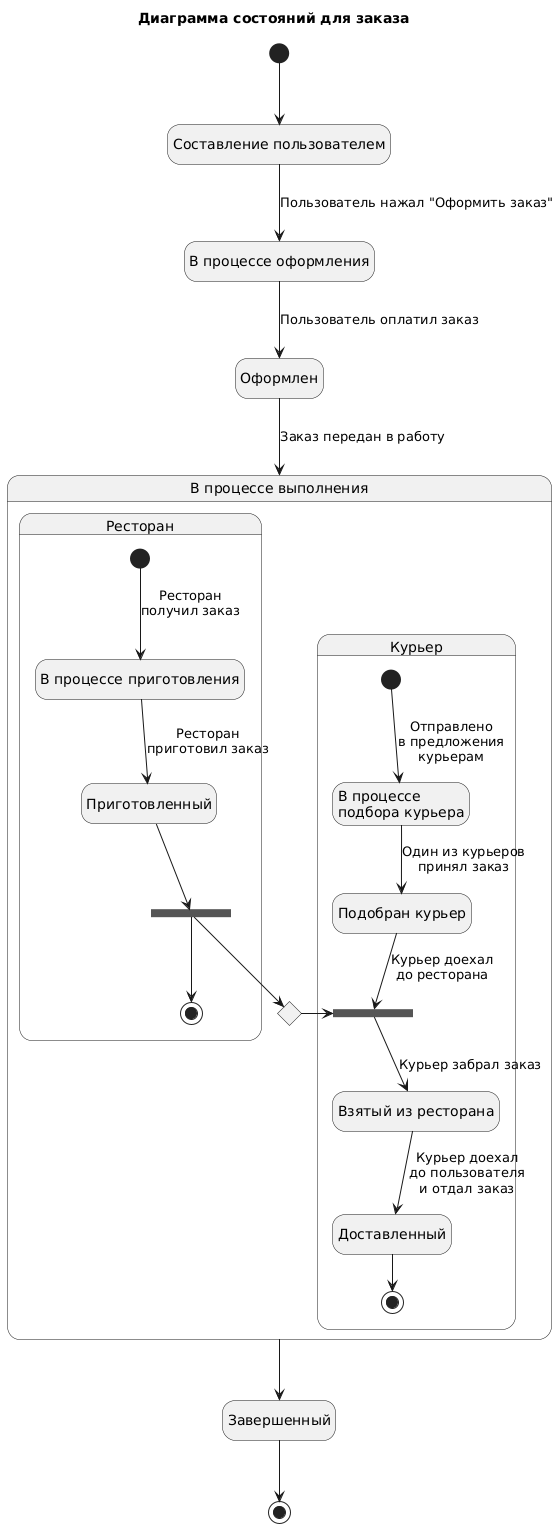 Диаграмма состояний для заказа
Составление пользователем
Пользователь нажал "Оформить заказ"
В процессе оформления
Пользователь оплатил заказ
Оформлен
Заказ передан в работу
В процессе выполнения
Ресторан
Ресторан
получил заказ
В процессе приготовления
Ресторан
приготовил заказ
Приготовленный
Курьер
Отправлено
в предложения
курьерам
В процессе
подбора курьера
Один из курьеров
принял заказ
Подобран курьер
Курьер доехал
до ресторана
Курьер забрал заказ
Взятый из ресторана
Курьер доехал
до пользователя
и отдал заказ
Доставленный
Завершенный